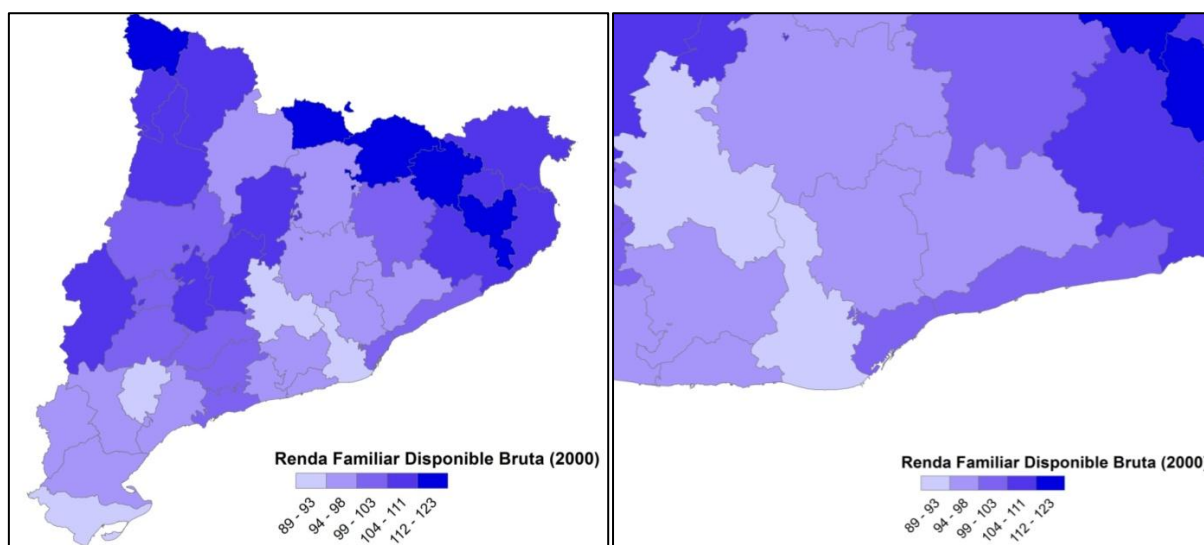 Renda Familiar Disponible Bruta (2000)
89 - 93
94 - 98
99 - 103
104 - 111
112 - 123
Renda Familiar Disponible Bruta (2000)
89 - 93
94 - 98
99 - 103
104 - 111
112 - 123